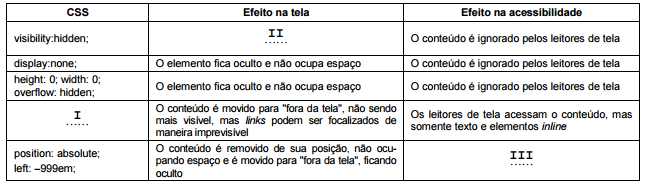 CSS
Efeito na tela
Efeito na acessibilidade
visibility:hidden;
II
......
O conteúdo é ignorado pelos leitores de tela
display:none;
O elemento fica oculto e não ocupa espaço
O conteúdo é ignorado pelos leitores de tela
height: 0; width: 0;
overflow: hidden;
O elemento fica oculto e não ocupa espaço
O conteúdo é ignorado pelos leitores de tela
I
......
O conteúdo é movido para "fora da tela", não sendo
mais visível, mas links podem ser focalizados de
maneira imprevisível
Os leitores de tela acessam o conteúdo, mas
somente texto e elementos inline
position: absolute;
left: –999em;
O conteúdo é removido de sua posição, não ocu-
pando espaço e é movido para "fora da tela", ficando
oculto
III
......